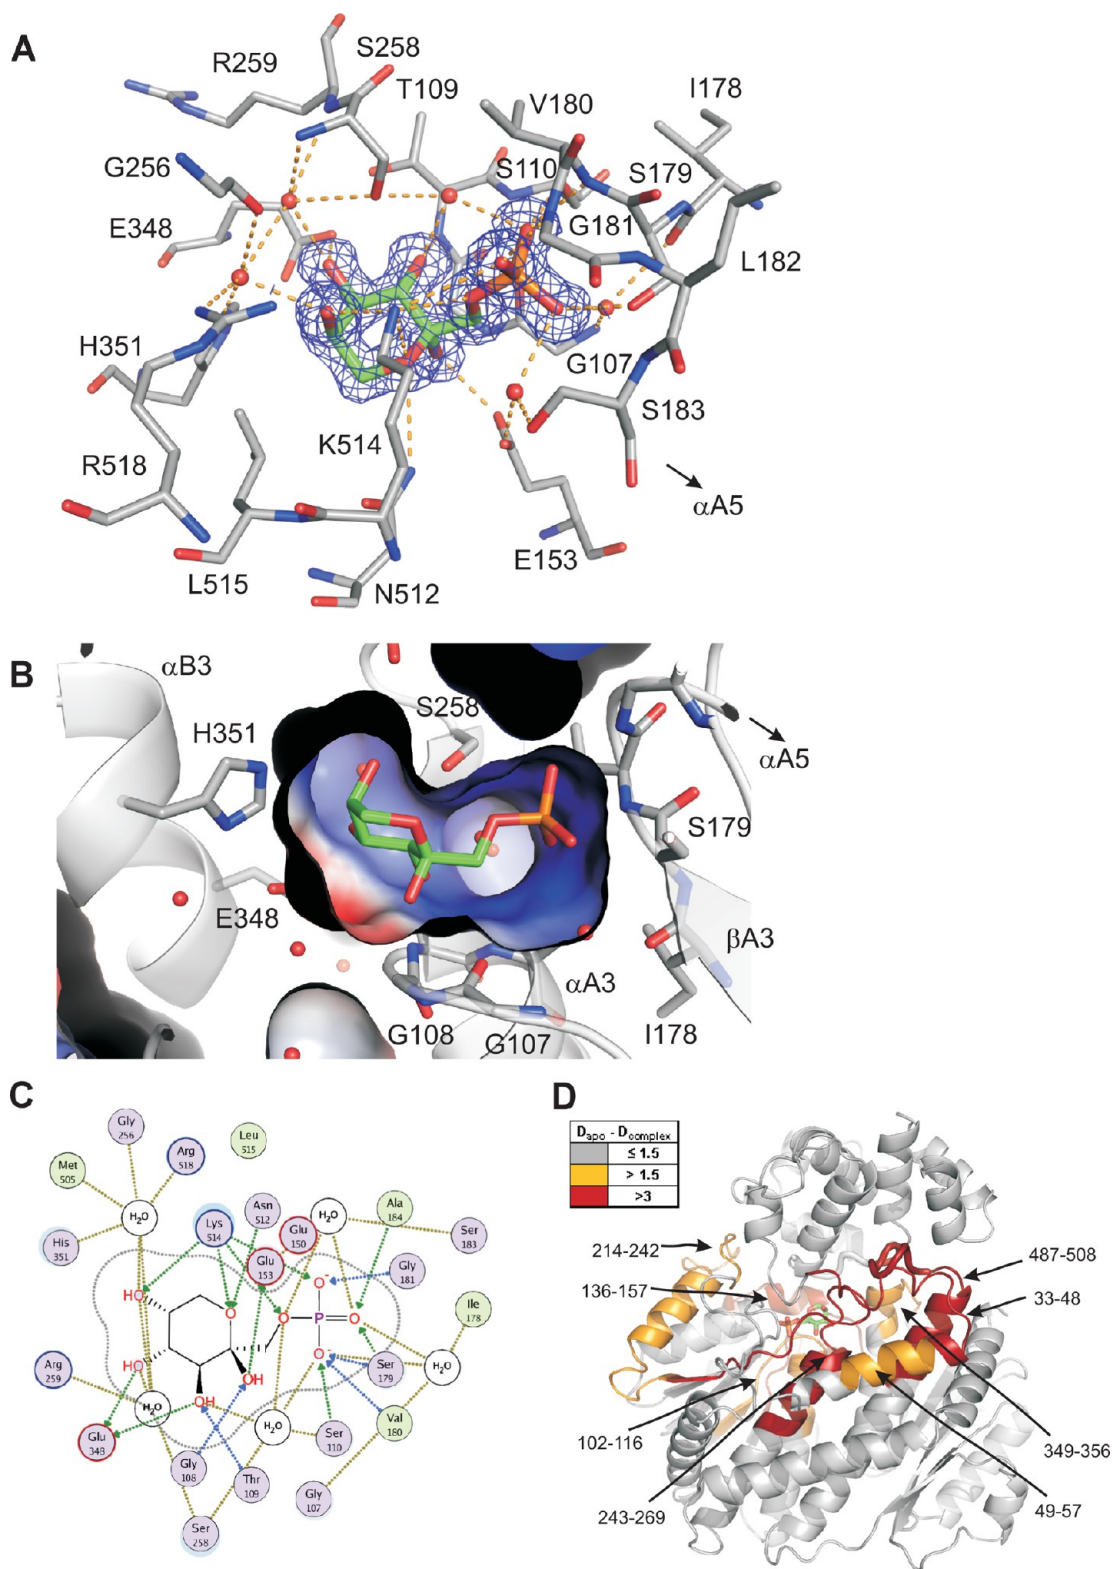 A
S258
R259
T109
V180
I178
G256
S110
S179
E348
G181
L182
H351
G107
K514
S183
R518
αA5
L515
N512
E153
B
αB3
S258
H351
αA5
S179
E348
βA3
αA3
G108
G107
I178
C
Gly 256
Leu 515
Arg 518
Met 505
H₂O
Lys 514
Asn 512
Glu 150
H₂O
Ala 184
Ser 183
His 351
Glu 153
Gly 181
O⁻
HO
O
O
P
O
Ile 178
H₂O
Arg 259
HO
OH
O⁻
Ser 179
H₂O
OH
H₂O
Val 180
Glu 348
Gly 108
Thr 109
Ser 110
Gly 107
Ser 258
D
Dapo - Dcomplex
≤ 1.5
> 1.5
>3
214-242
487-508
136-157
33-48
102-116
349-356
243-269
49-57